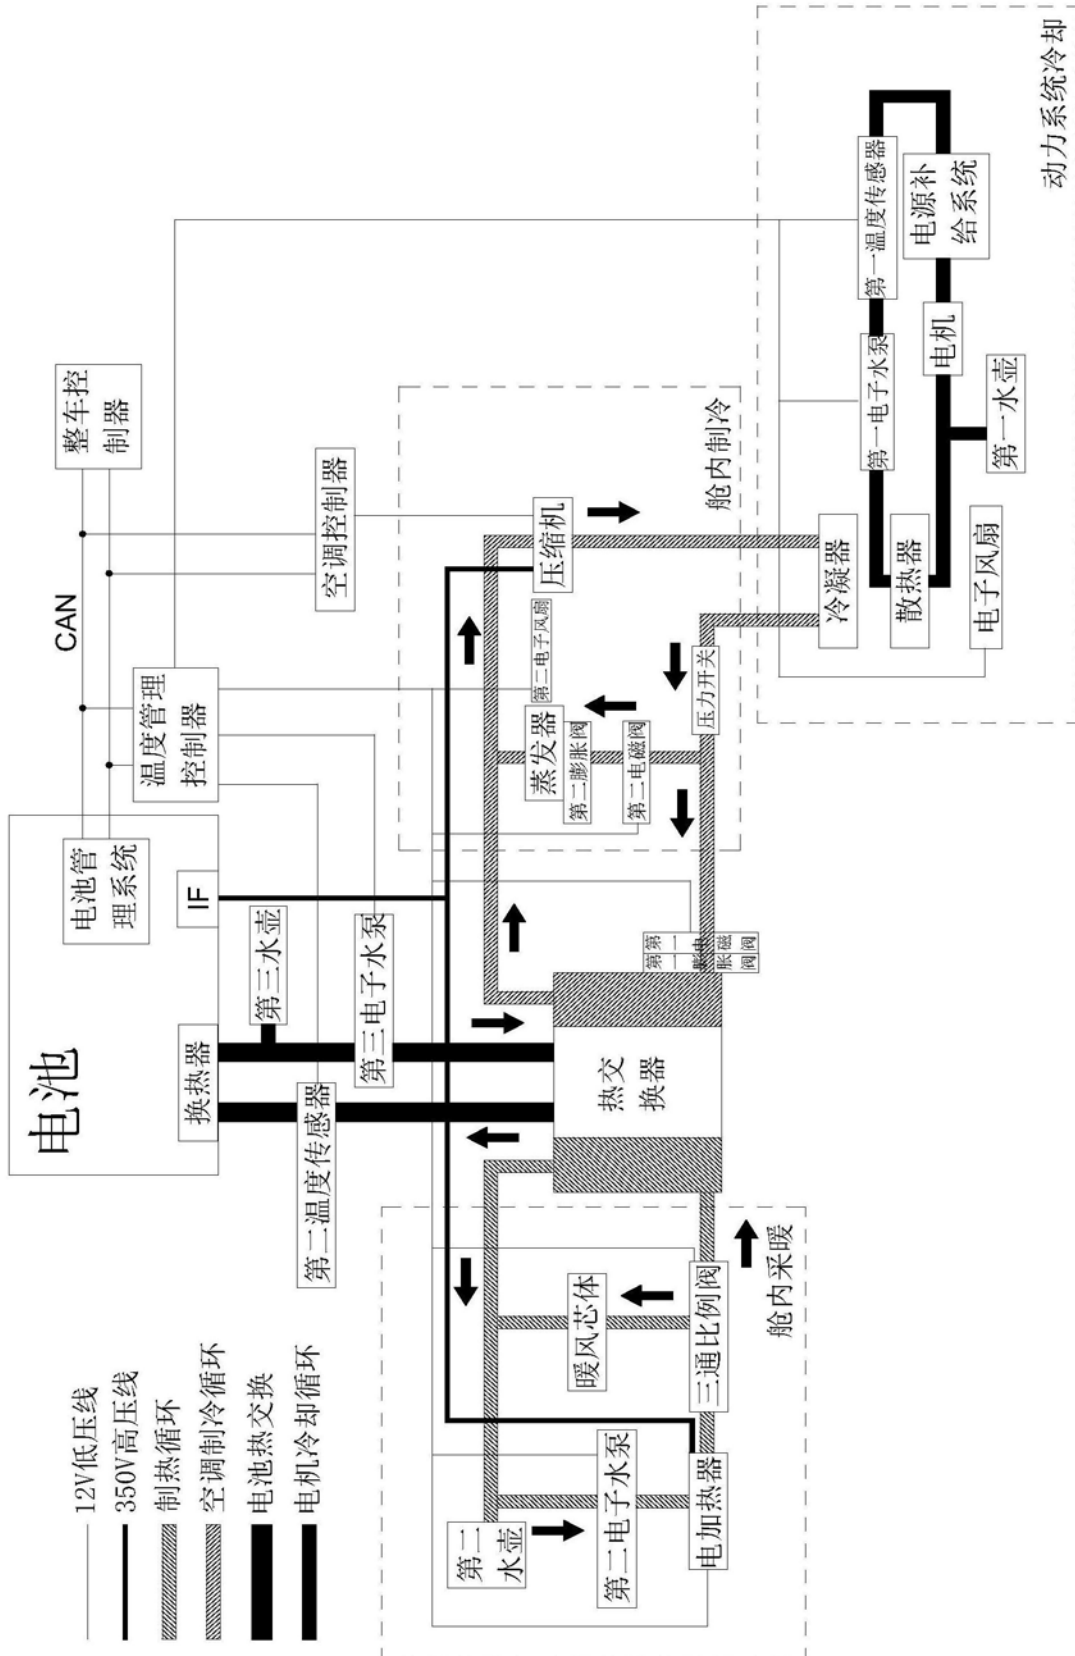 12V低压线
350V高压线
制热循环
空调制冷循环
电池热交换
电机冷却循环
电池
电池管
理系统
IF
换热器
CAN
整车控
制器
温度管理
控制器
空调控制器
第三水壶
第二温度传感器
第三电子水泵
第二
水壶
第二电子水泵
电加热器
暖风芯体
三通比例阀
舱内采暖
热交
换器
第一电磁阀
第一膨胀阀
蒸发器
第二膨胀阀
第二电磁阀
第二电子风扇
压缩机
压力开关
舱内制冷
冷凝器
散热器
电子风扇
第一电子水泵
第一温度传感器
电机
电源补
给系统
第一水壶
动力系统冷却